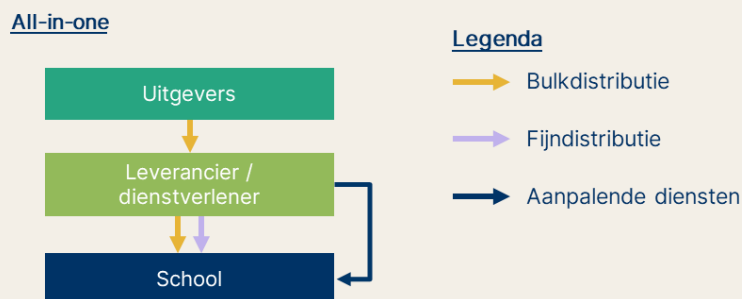 All-in-one
Uitgevers
Leverancier /
dienstverlener
School
Legenda
Bulkdistributie
Fijndistributie
Aanpalende diensten